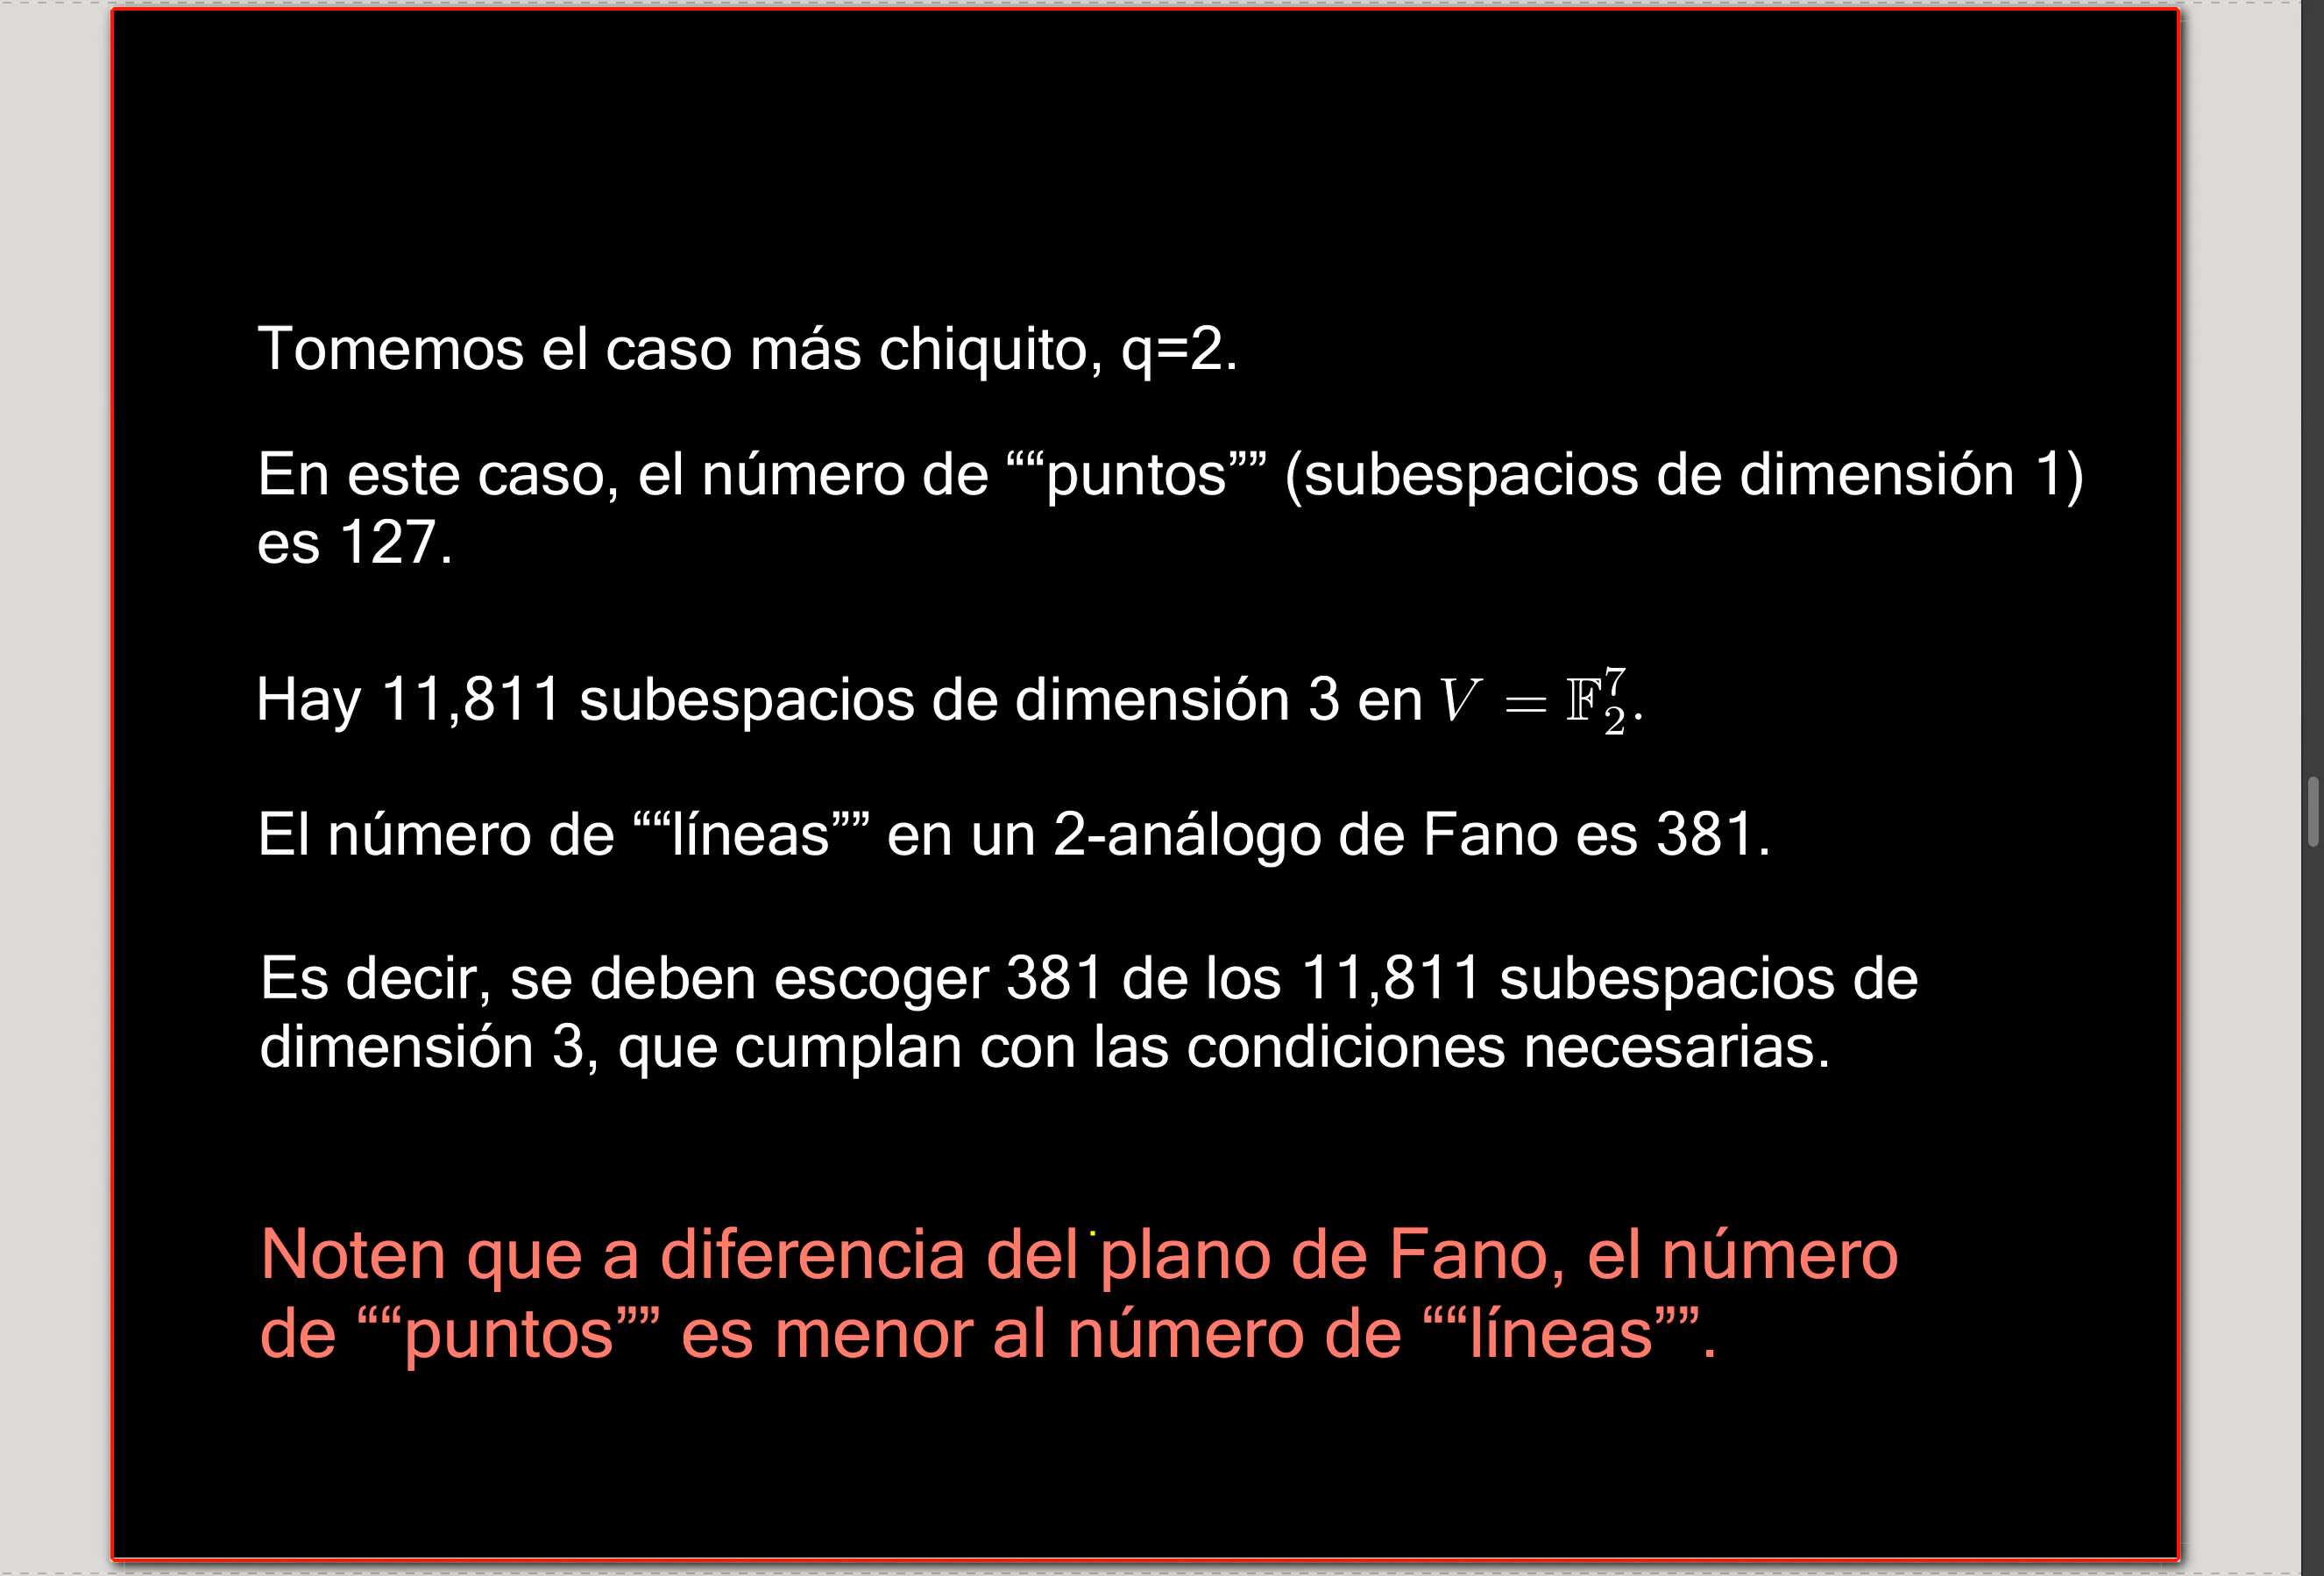 Tomemos el caso más chiquito, q=2.
En este caso, el número de “““puntos””” (subespacios de dimensión 1)
es 127.
Hay 11,811 subespacios de dimensión 3 en $V = \mathbb{F}_2^7$.
El número de “““líneas””” en un 2-análogo de Fano es 381.
Es decir, se deben escoger 381 de los 11,811 subespacios de
dimensión 3, que cumplan con las condiciones necesarias.
Noten que a diferencia del plano de Fano, el número
de “““puntos””” es menor al número de “““líneas””” .